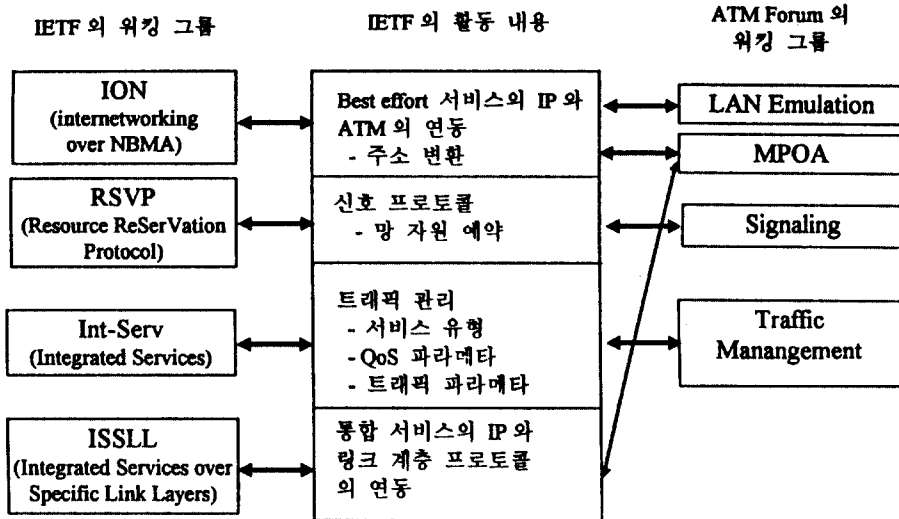 IETF 의 워킹 그룹
IETF 의 활동 내용
ATM Forum 의
워킹 그룹
ION
(internetworking
over NBMA)
Best effort 서비스의 IP 와
ATM 의 연동
- 주소 변환
LAN Emulation
MPOA
RSVP
(Resource ReSerVation
Protocol)
신호 프로토콜
- 망 자원 예약
Signaling
Int-Serv
(Integrated Services)
트래픽 관리
- 서비스 유형
- QoS 파라메타
- 트래픽 파라메타
Traffic
Manangement
ISSLL
(Integrated Services over
Specific Link Layers)
통합 서비스의 IP 와
링크 계층 프로토콜
의 연동